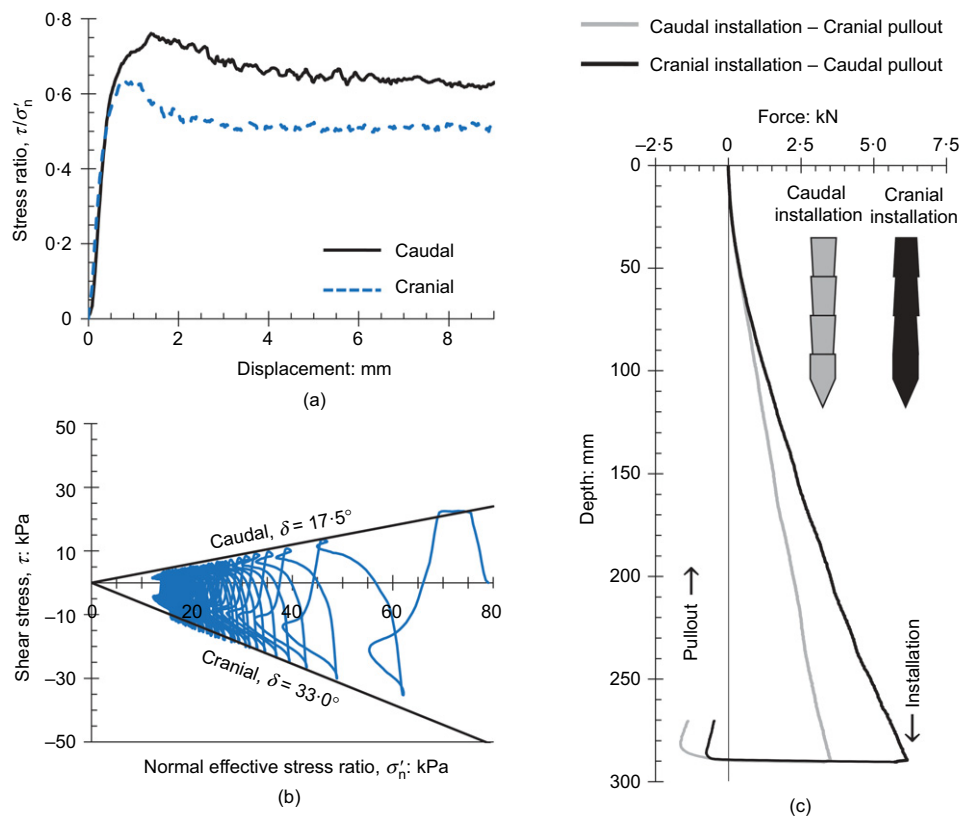 0·8
0·6
0·4
0·2
0
Stress ratio, τ/σ′n
Caudal
Cranial
0 2 4 6 8
Displacement: mm
(a)
50
30
10
–10
–30
–50
Shear stress, τ: kPa
Caudal, δ = 17·5°
0 20 40 60 80
Cranial, δ = 33·0°
Normal effective stress ratio, σ′n: kPa
(b)
Caudal installation – Cranial pullout
Cranial installation – Caudal pullout
Force: kN
–2·5 0 2·5 5·0 7·5
0
50
100
150
200
250
300
Depth: mm
Caudal
installation
Cranial
installation
Pullout
Installation
(c)